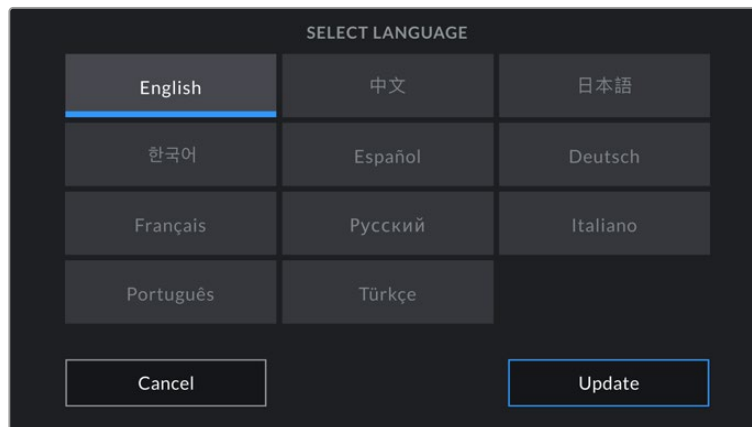 SELECT LANGUAGE
English 中文 日本語
한국어 Español Deutsch
Français Русский Italiano
Português Türkçe
Cancel Update